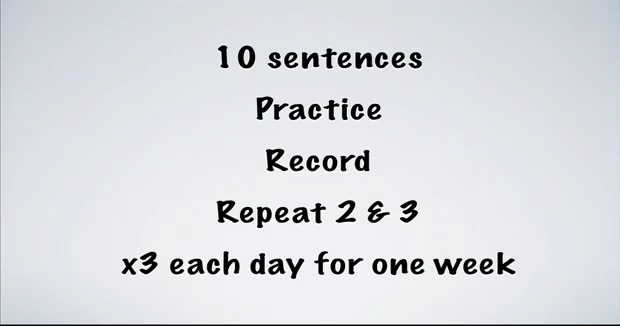 10 sentences
Practice
Record
Repeat 2 & 3
x3 each day for one week